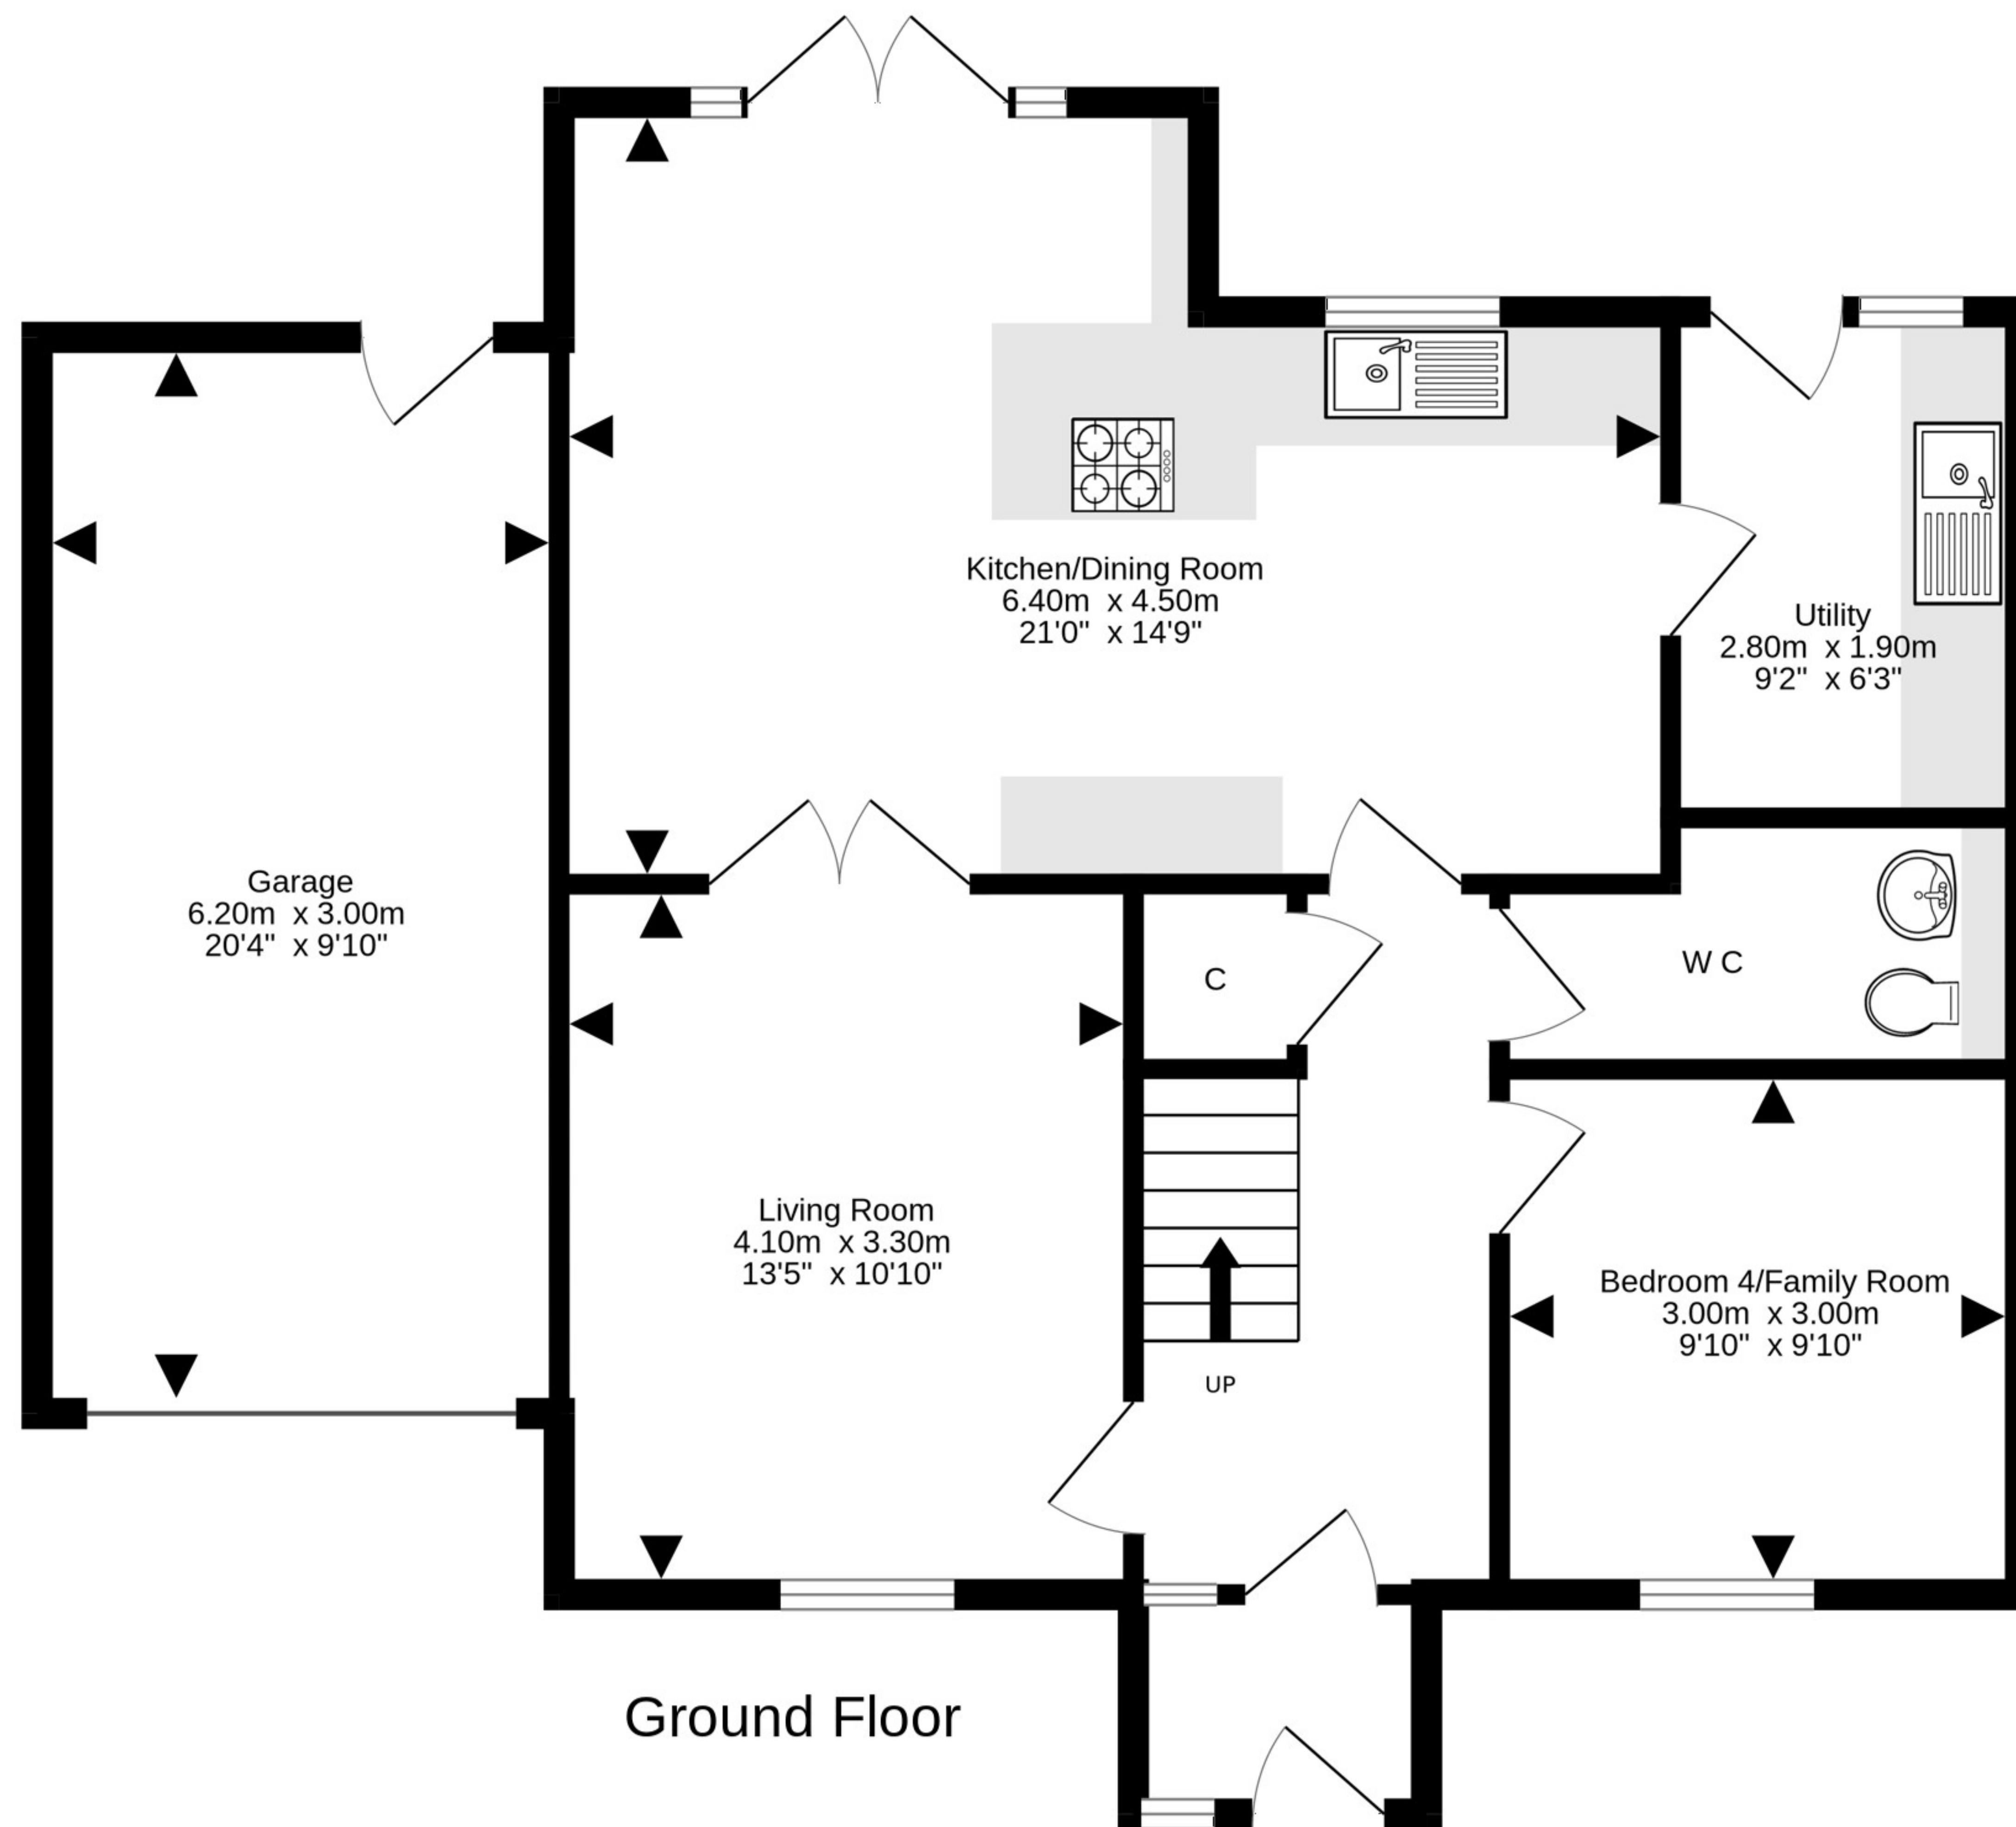 Kitchen/Dining Room
6.40m x 4.50m
21'0" x 14'9"
Utility
2.80m x 1.90m
9'2" x 6'3"
Garage
6.20m x 3.00m
20'4" x 9'10"
W C
C
Living Room
4.10m x 3.30m
13'5" x 10'10"
Bedroom 4/Family Room
3.00m x 3.00m
9'10" x 9'10"
UP
Ground Floor